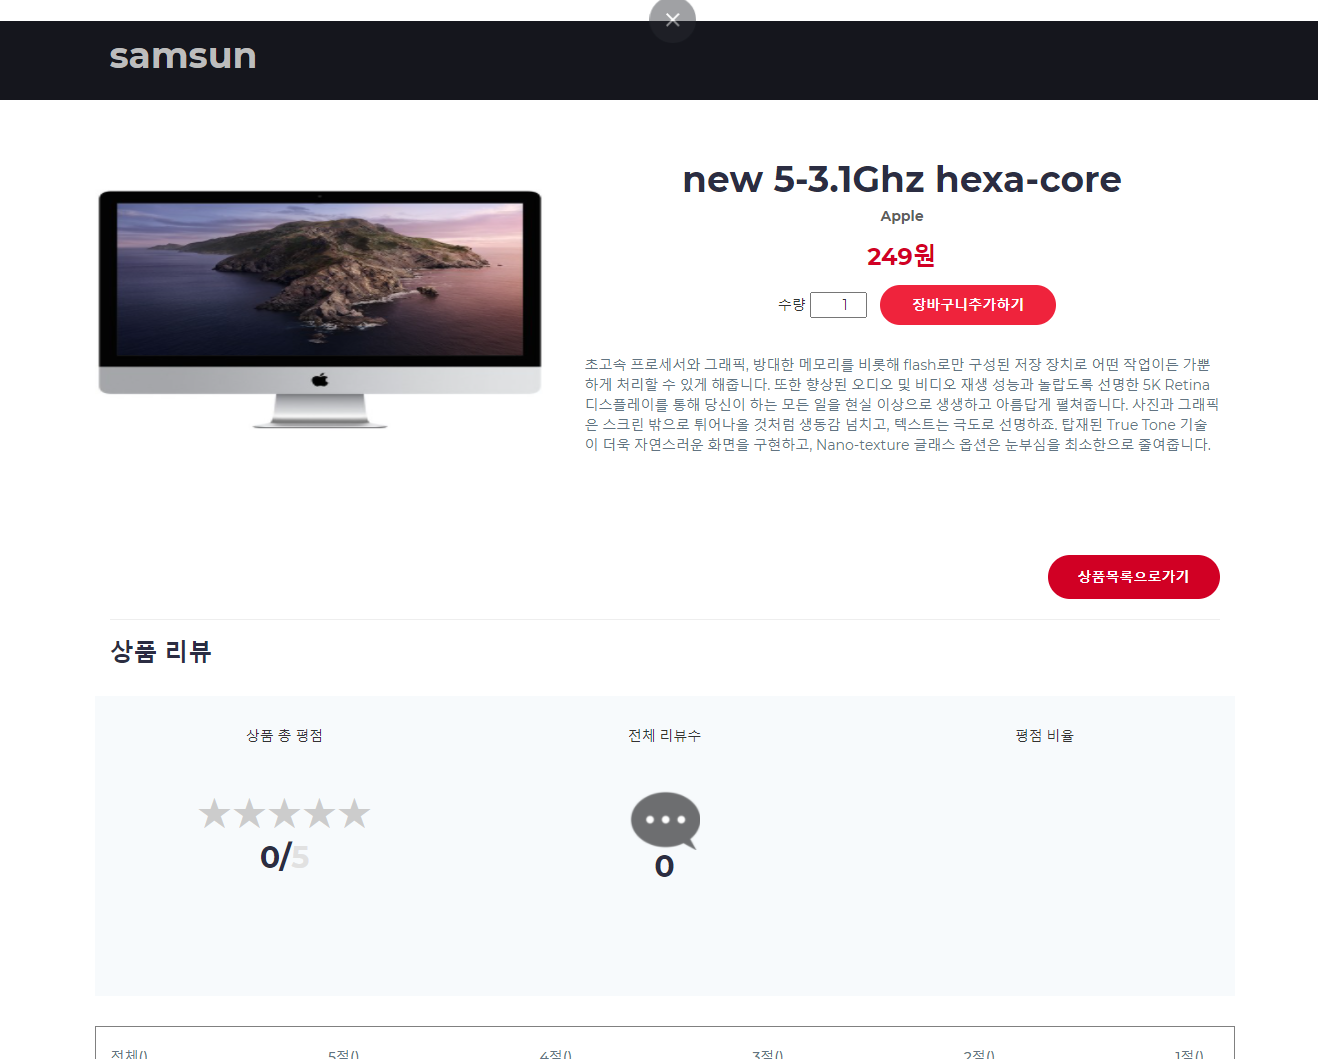 samsun
new 5-3.1Ghz hexa-core
Apple
249원
수량 1 장바구니추가하기
초고속 프로세서와 그래픽, 방대한 메모리를 비롯해 flash로만 구성된 저장 장치로 어떤 작업이든 가뿐
하게 처리할 수 있게 해줍니다. 또한 향상된 오디오 및 비디오 재생 성능과 놀랍도록 선명한 5K Retina
디스플레이를 통해 당신이 하는 모든 일을 현실 이상으로 생생하고 아름답게 펼쳐줍니다. 사진과 그래픽
은 스크린 밖으로 튀어나올 것처럼 생동감 넘치고, 텍스트는 극도로 선명하죠. 탑재된 True Tone 기술
이 더욱 자연스러운 화면을 구현하고, Nano-texture 글래스 옵션은 눈부심을 최소한으로 줄여줍니다.
상품목록으로가기
상품 리뷰
상품 총 평점 전체 리뷰수 평점 비율
★★★★★
0/5
0
전체() 5점() 4점() 3점() 2점() 1점()